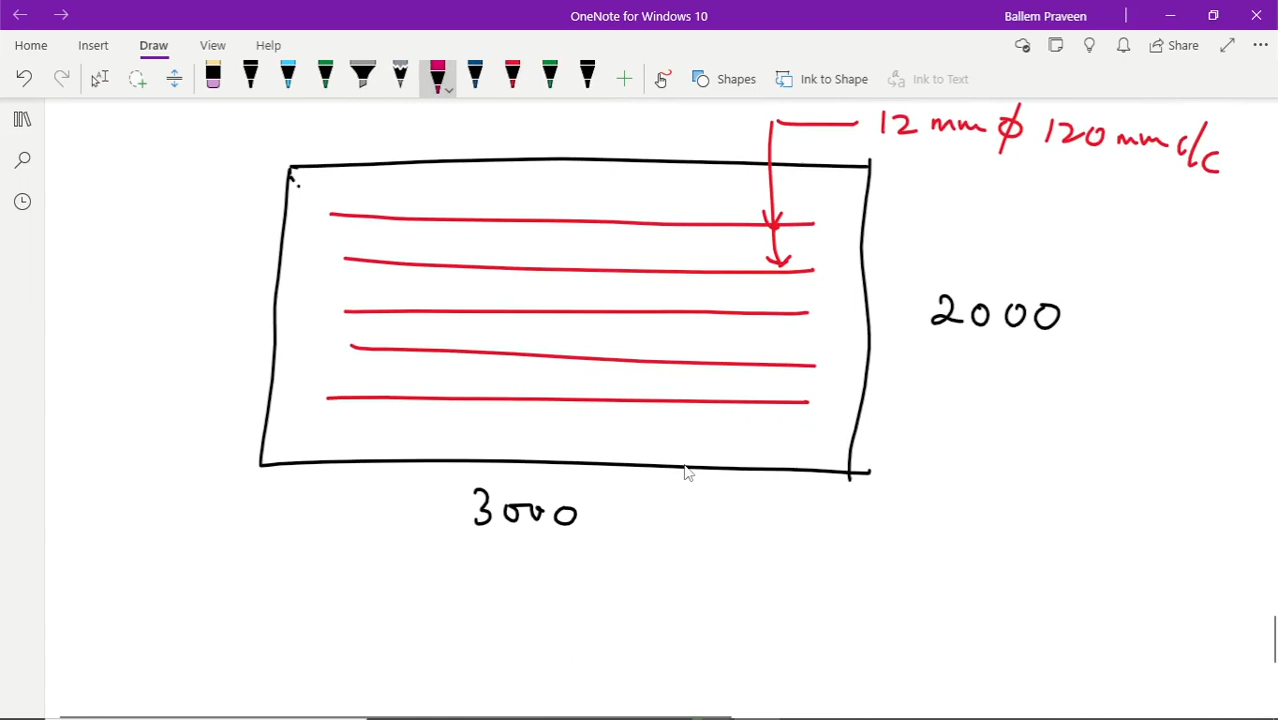 OneNote for Windows 10
Ballem Praveen
Home Insert Draw View Help
Share
Shapes
Ink to Shape
Ink to Text
12 mm ϕ 120 mm c/c
2000
3000